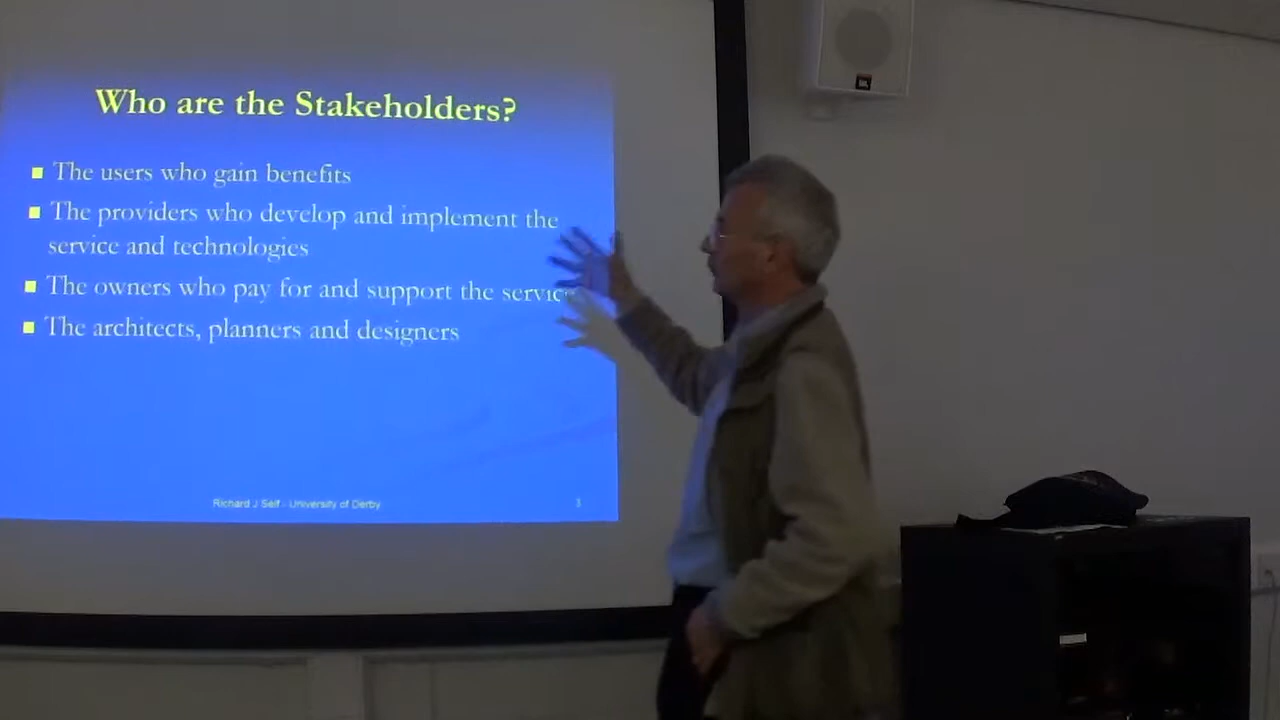 Who are the Stakeholders?
The users who gain benefits
The providers who develop and implement the
service and technologies
The owners who pay for and support the service
The architects, planners and designers
Richard J Self - University of Derby
3
JBL